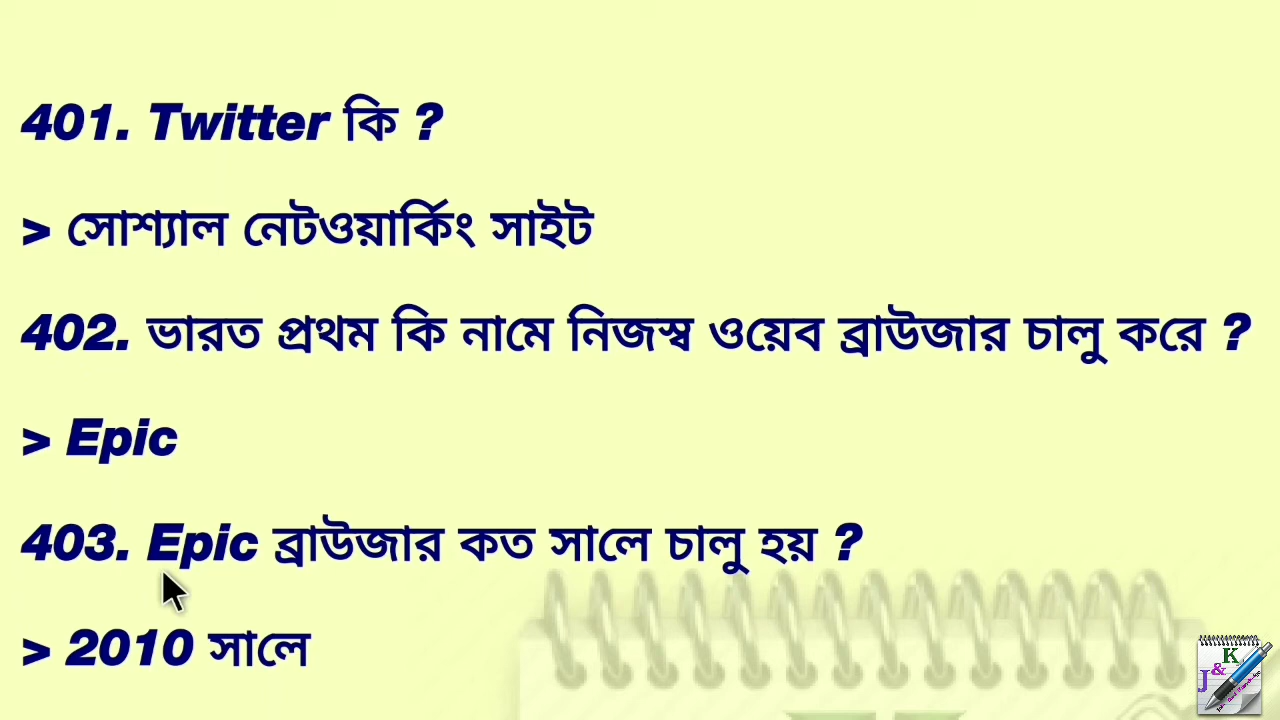 401. Twitter কি ?
> সোশ্যাল নেটওয়ার্কিং সাইট
402. ভারত প্রথম কি নামে নিজস্ব ওয়েব ব্রাউজার চালু করে ?
> Epic
403. Epic ব্রাউজার কত সালে চালু হয় ?
> 2010 সালে
J&K